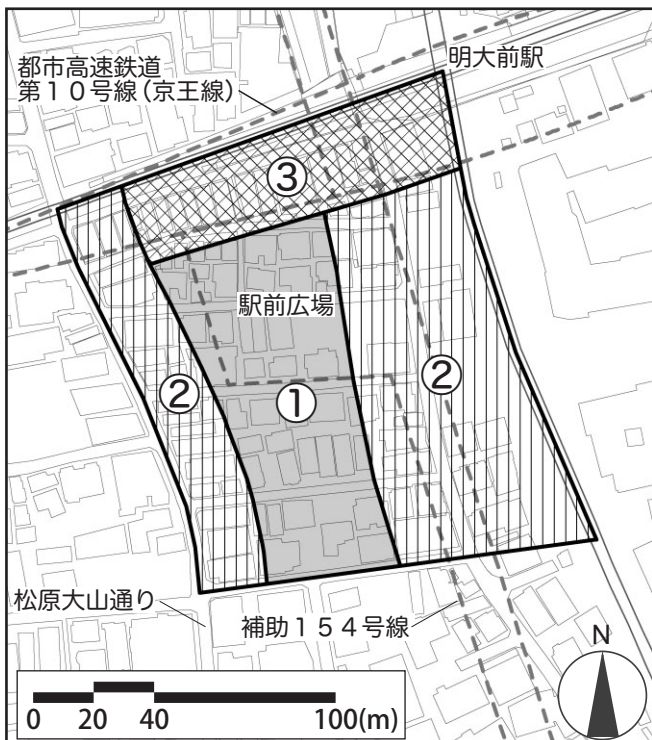 明大前駅
都市高速鉄道
第10号線(京王線)
③
駅前広場
②
①
②
松原大山通り
補助154号線
N
0 20 40 100(m)